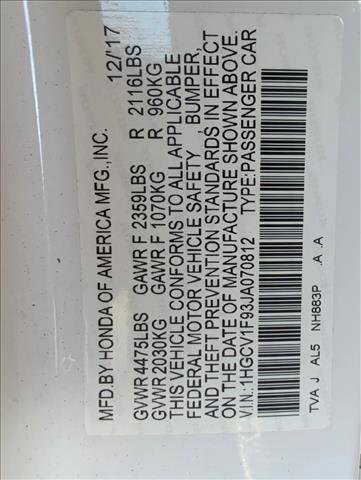 MFD.BY HONDA OF AMERICA MFG.,INC. 12/'17
GVWR 4475LBS GAWR F 2359LBS R 2116LBS
GVWR 2030KG GAWR F 1070KG R 960KG
THIS VEHICLE CONFORMS TO ALL APPLICABLE
FEDERAL MOTOR VEHICLE SAFETY , BUMPER,
AND THEFT PREVENTION STANDARDS IN EFFECT
ON THE DATE OF MANUFACTURE SHOWN ABOVE.
V.I.N.:1HGCV1F93JA070812 TYPE:PASSENGER CAR
TVA J AL5 NH883P .A .A